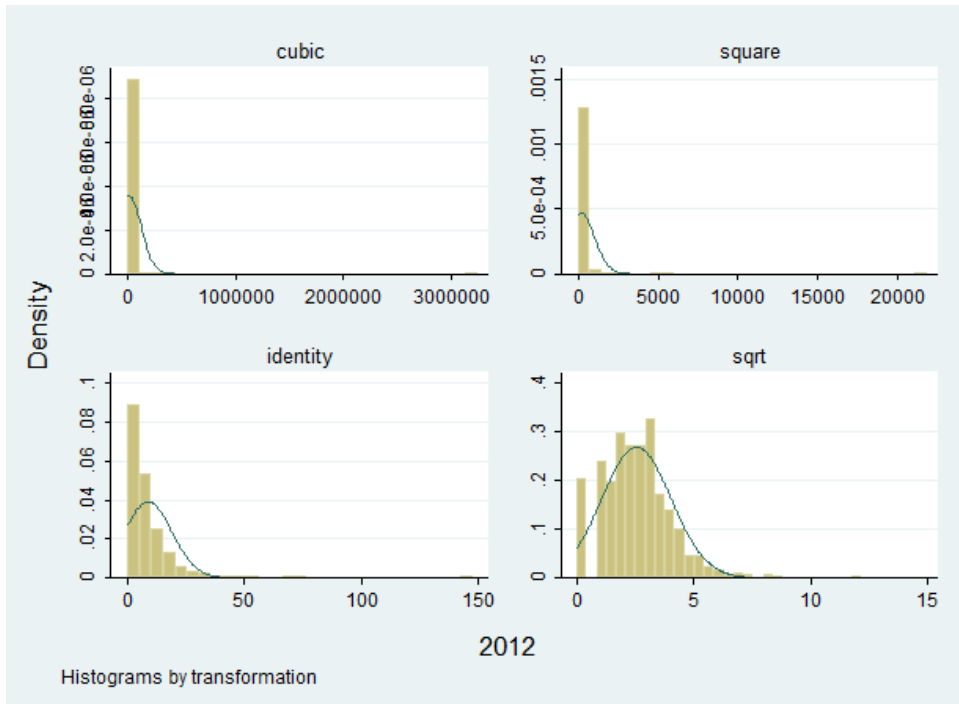 cubic
square
Density
0 2.0e-06
0 1000000 2000000 3000000
0 5.0e-04 .001 .0015
0 5000 10000 15000 20000
identity
sqrt
0 .02 .04 .06 .08 .1
0 50 100 150
0 .1 .2 .3 .4
0 5 10 15
2012
Histograms by transformation